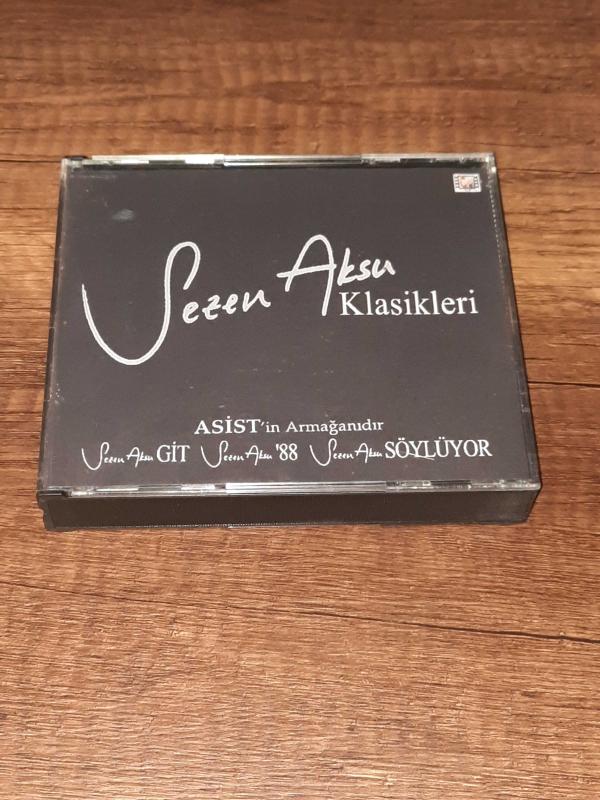 Sezen Aksu
Klasikleri
ASİST'in Armağanıdır
Sezen Aksu GİT Sezen Aksu '88 Sezen Aksu SÖYLÜYOR